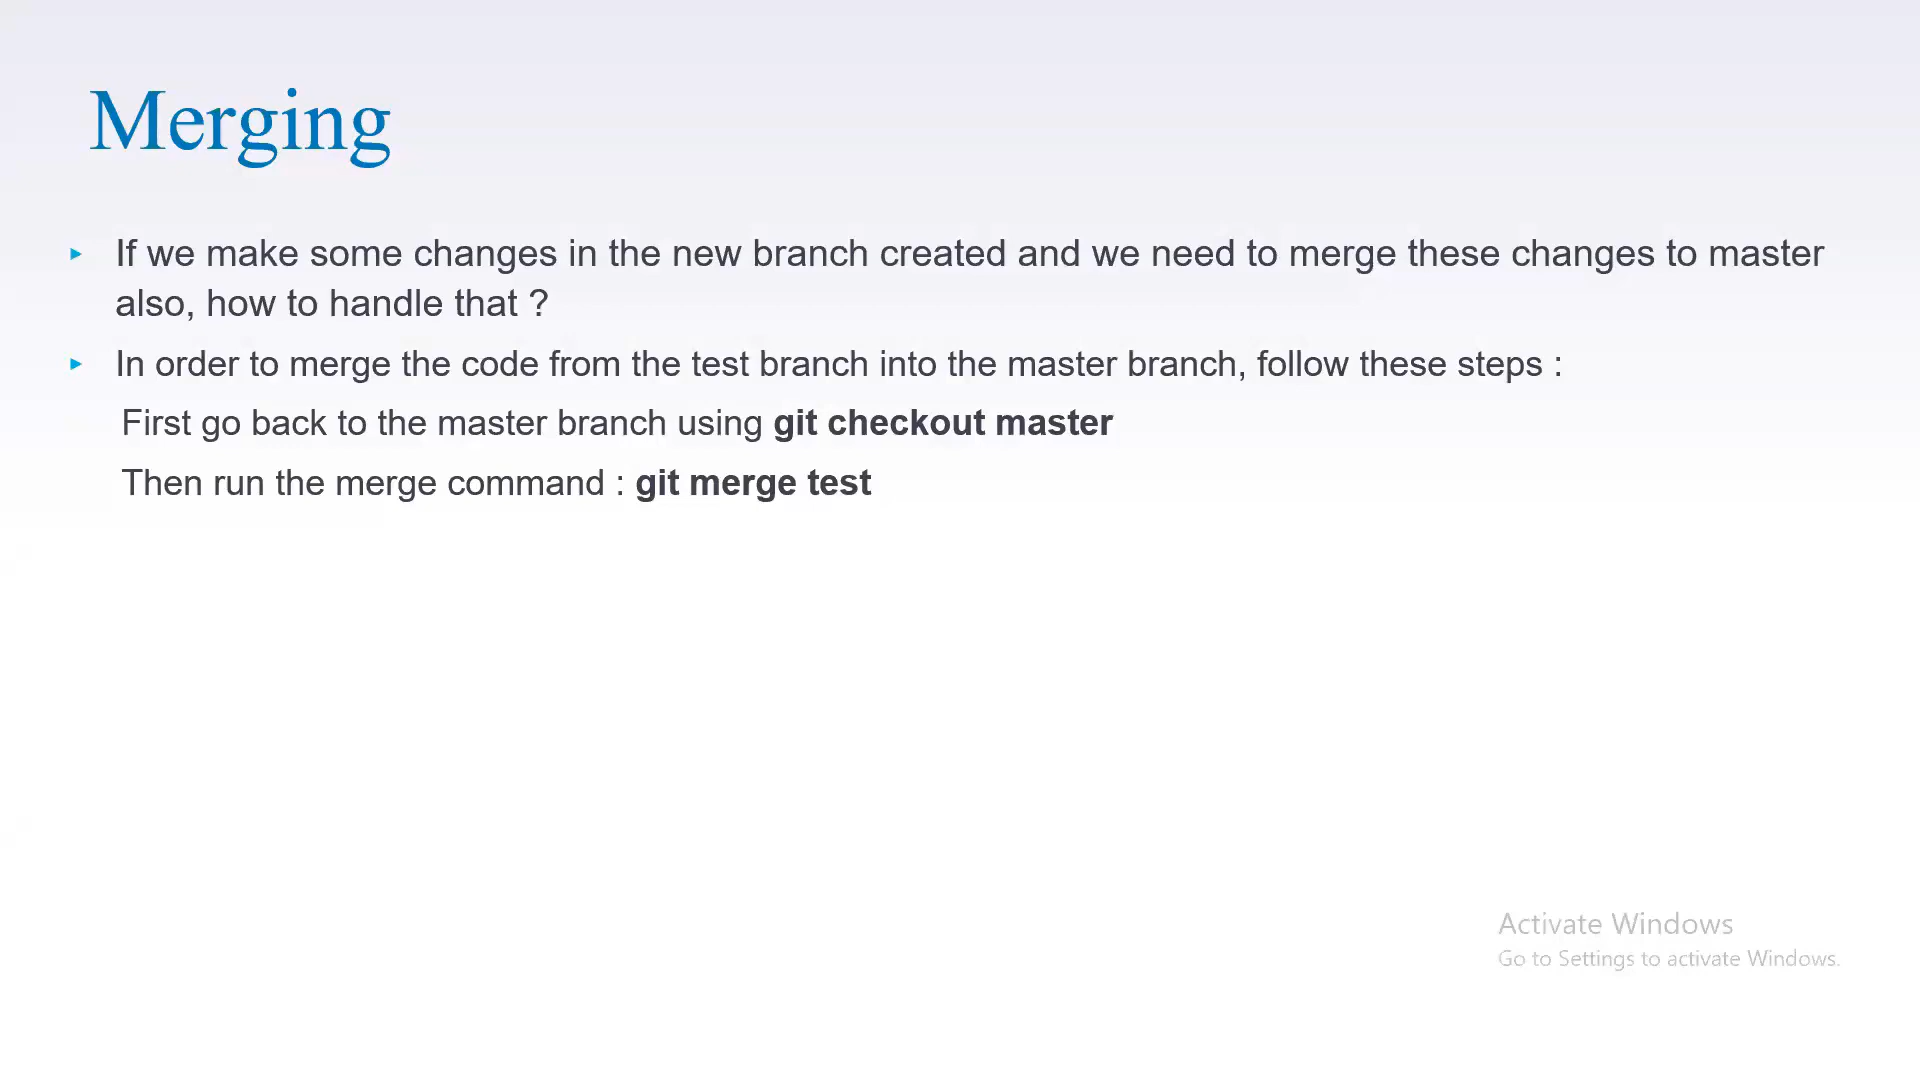 Merging
If we make some changes in the new branch created and we need to merge these changes to master
also, how to handle that ?
In order to merge the code from the test branch into the master branch, follow these steps :
First go back to the master branch using git checkout master
Then run the merge command : git merge test
Activate Windows
Go to Settings to activate Windows.